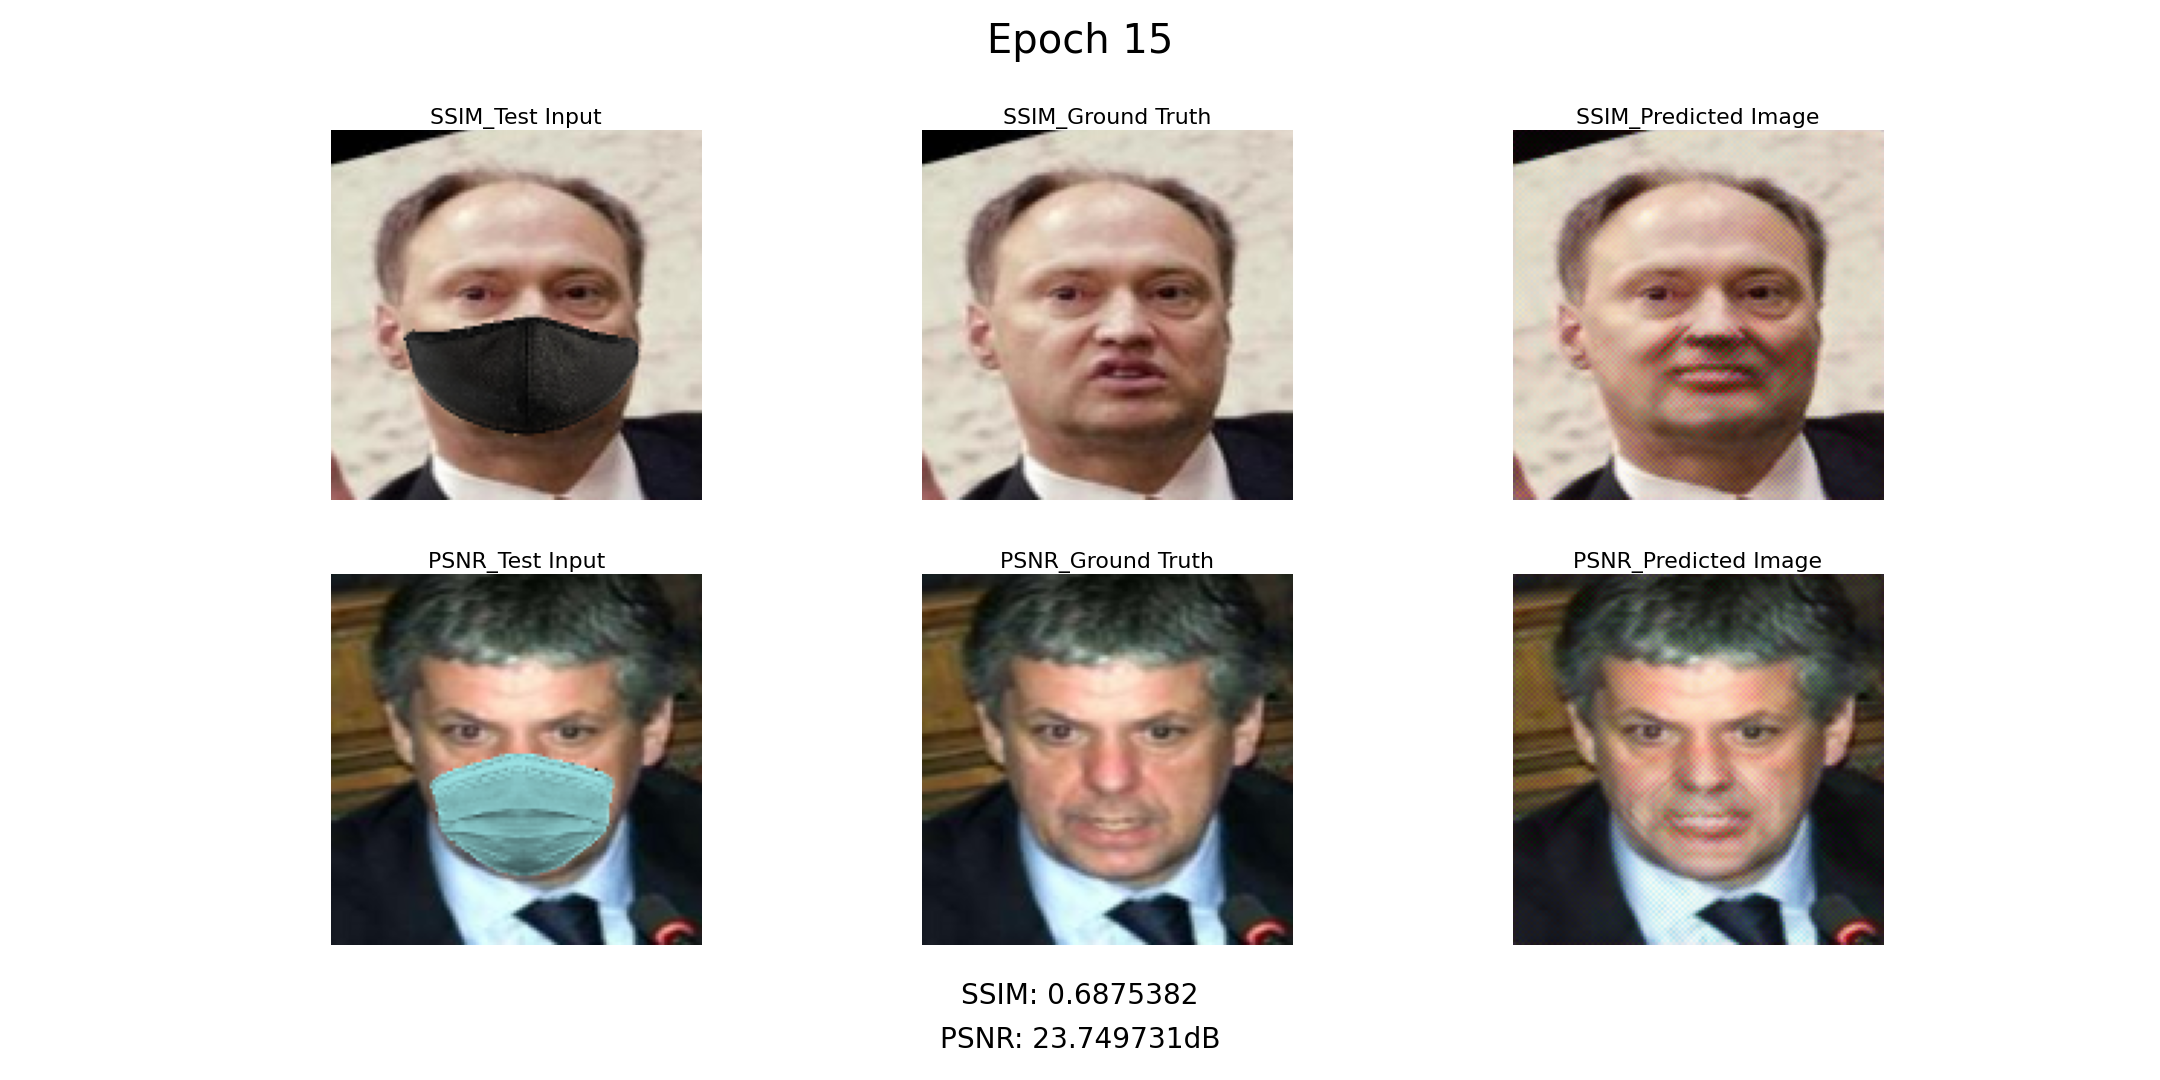 Epoch 15
SSIM_Test Input
SSIM_Ground Truth
SSIM_Predicted Image
PSNR_Test Input
PSNR_Ground Truth
PSNR_Predicted Image
SSIM: 0.6875382
PSNR: 23.749731dB